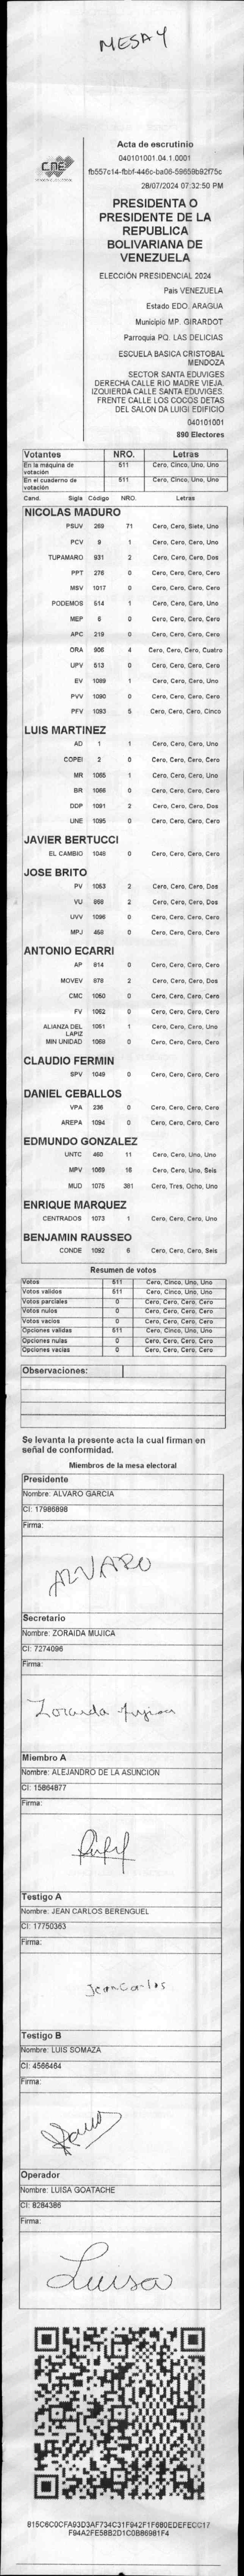 MESA 4
CNE
Acta de escrutinio
040101001.04.1.0001
fb557c14-fbbf-446c-ba06-59659b92f75c
28/07/2024 07:32:50 PM
PRESIDENTA O
PRESIDENTE DE LA
REPUBLICA
BOLIVARIANA DE
VENEZUELA
ELECCIÓN PRESIDENCIAL 2024
Pais VENEZUELA
Estado EDO. ARAGUA
Municipio MP. GIRARDOT
Parroquia PQ. LAS DELICIAS
ESCUELA BASICA CRISTOBAL
MENDOZA
SECTOR SANTA EDUVIGES
DERECHA CALLE RIO MADRE VIEJA.
IZQUIERDA CALLE SANTA EDUVIGES.
FRENTE CALLE LOS COCOS DETAS
DEL SALON DA LUIGI EDIFICIO
040101001
890 Electores
Votantes NRO. Letras
En la máquina de votación 511 Cero, Cinco, Uno, Uno
En el cuaderno de votación 511 Cero, Cinco, Uno, Uno
Cand. Sigla Código NRO. Letras
NICOLAS MADURO
PSUV 269 71 Cero, Cero, Siete, Uno
PCV 9 1 Cero, Cero, Cero, Uno
TUPAMARO 931 2 Cero, Cero, Cero, Dos
PPT 276 0 Cero, Cero, Cero, Cero
MSV 1017 0 Cero, Cero, Cero, Cero
PODEMOS 514 1 Cero, Cero, Cero, Uno
MEP 6 0 Cero, Cero, Cero, Cero
APC 219 0 Cero, Cero, Cero, Cero
ORA 906 4 Cero, Cero, Cero, Cuatro
UPV 513 0 Cero, Cero, Cero, Cero
EV 1089 1 Cero, Cero, Cero, Uno
PVV 1090 0 Cero, Cero, Cero, Cero
PFV 1093 5 Cero, Cero, Cero, Cinco
LUIS MARTINEZ
AD 1 1 Cero, Cero, Cero, Uno
COPEI 2 0 Cero, Cero, Cero, Cero
MR 1065 1 Cero, Cero, Cero, Uno
BR 1066 0 Cero, Cero, Cero, Cero
DDP 1091 2 Cero, Cero, Cero, Dos
UNE 1095 0 Cero, Cero, Cero, Cero
JAVIER BERTUCCI
EL CAMBIO 1048 0 Cero, Cero, Cero, Cero
JOSE BRITO
PV 1053 2 Cero, Cero, Cero, Dos
VU 968 2 Cero, Cero, Cero, Dos
UVV 1096 0 Cero, Cero, Cero, Cero
MPJ 458 0 Cero, Cero, Cero, Cero
ANTONIO ECARRI
AP 814 0 Cero, Cero, Cero, Cero
MOVEV 878 2 Cero, Cero, Cero, Dos
CMC 1050 0 Cero, Cero, Cero, Cero
FV 1052 0 Cero, Cero, Cero, Cero
ALIANZA DEL LAPIZ 1051 1 Cero, Cero, Cero, Uno
MIN UNIDAD 1068 0 Cero, Cero, Cero, Cero
CLAUDIO FERMIN
SPV 1049 0 Cero, Cero, Cero, Cero
DANIEL CEBALLOS
VPA 236 0 Cero, Cero, Cero, Cero
AREPA 1094 0 Cero, Cero, Cero, Cero
EDMUNDO GONZALEZ
UNTC 460 11 Cero, Cero, Uno, Uno
MPV 1069 16 Cero, Cero, Uno, Seis
MUD 1075 381 Cero, Tres, Ocho, Uno
ENRIQUE MARQUEZ
CENTRADOS 1073 1 Cero, Cero, Cero, Uno
BENJAMIN RAUSSEO
CONDE 1092 6 Cero, Cero, Cero, Seis
Resumen de votos
Votos 511 Cero, Cinco, Uno, Uno
Votos validos 511 Cero, Cinco, Uno, Uno
Votos parciales 0 Cero, Cero, Cero, Cero
Votos nulos 0 Cero, Cero, Cero, Cero
Votos vacios 0 Cero, Cero, Cero, Cero
Opciones validas 511 Cero, Cinco, Uno, Uno
Opciones nulas 0 Cero, Cero, Cero, Cero
Opciones vacias 0 Cero, Cero, Cero, Cero
Observaciones:
Se levanta la presente acta la cual firman en
señal de conformidad.
Miembros de la mesa electoral
Presidente
Nombre: ALVARO GARCIA
CI: 17986898
Firma:
ALVARO
Secretario
Nombre: ZORAIDA MUJICA
CI: 7274096
Firma:
Zoraida Mujica
Miembro A
Nombre: ALEJANDRO DE LA ASUNCION
CI: 15864877
Firma:
Testigo A
Nombre: JEAN CARLOS BERENGUEL
CI: 17750363
Firma:
Jean Carlos
Testigo B
Nombre: LUIS SOMAZA
CI: 4566464
Firma:
Operador
Nombre: LUISA GOATACHE
CI: 8284386
Firma:
Luisa
815C6C0CFA93D3AF734C31F942F1F680EDEFECC17
F94A2FE58B2D1C0B86981F4